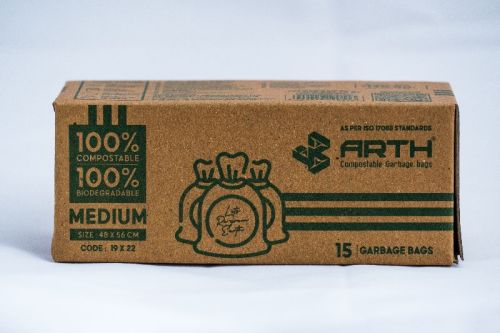 100%
COMPOSTABLE
100%
BIODEGRADABLE
MEDIUM
SIZE : 48 X 56 CM
CODE : 19 X 22
AS PER ISO 17088 STANDARDS
ARTH
Compostable Garbage bags
15 | GARBAGE BAGS